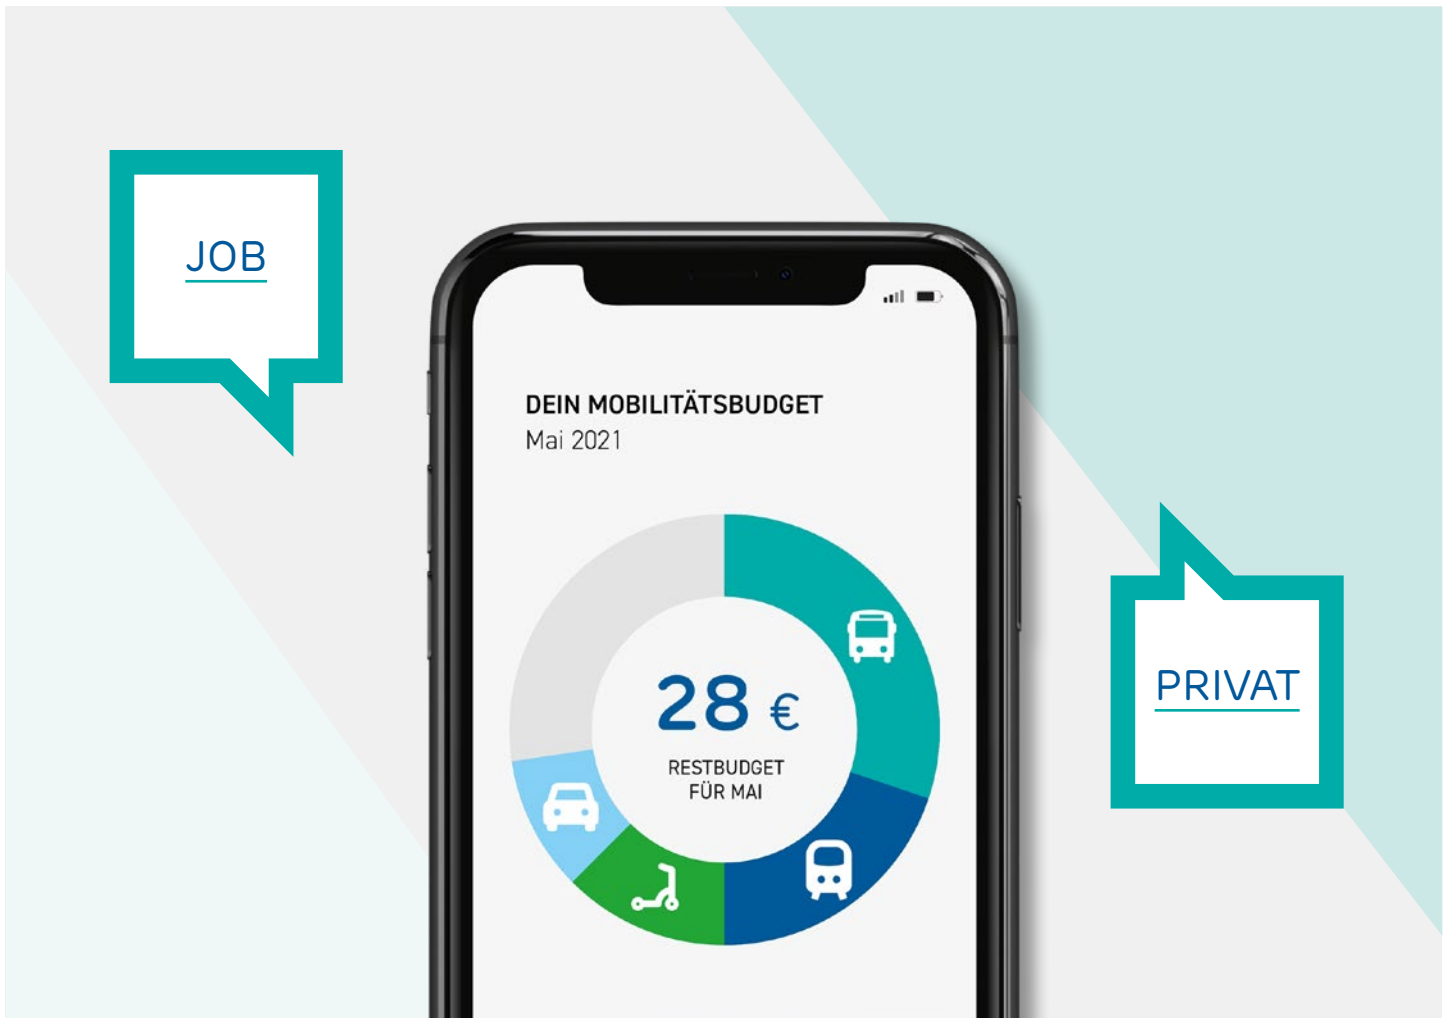 JOB
DEIN MOBILITÄTSBUDGET
Mai 2021
28 €
RESTBUDGET
FÜR MAI
PRIVAT